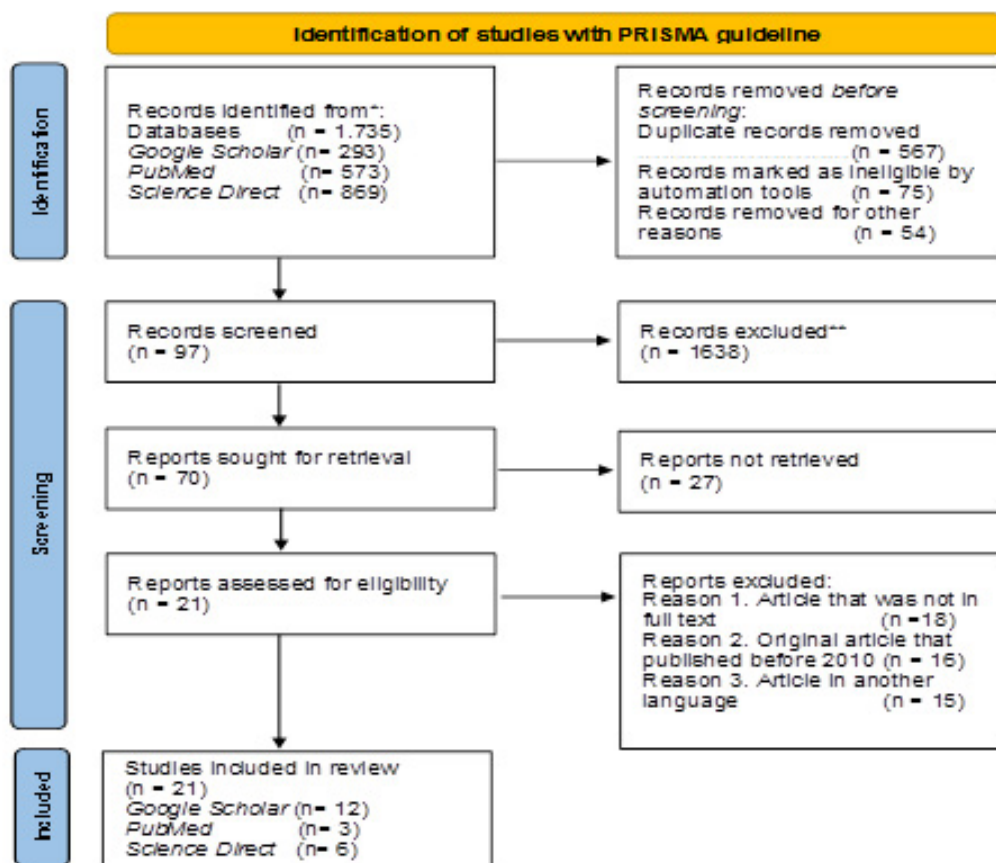 Identification of studies with PRISMA guideline
Identification
Records identified from*:
Databases (n = 1.735)
Google Scholar (n= 293)
PubMed (n= 573)
Science Direct (n= 869)
Records removed before
screening:
Duplicate records removed
(n = 567)
Records marked as ineligible by
automation tools (n = 75)
Records removed for other
reasons (n = 54)
Screening
Records screened
(n = 97)
Records excluded**
(n = 1638)
Reports sought for retrieval
(n = 70)
Reports not retrieved
(n = 27)
Reports assessed for eligibility
(n = 21)
Reports excluded:
Reason 1. Article that was not in
full text (n =18)
Reason 2. Original article that
published before 2010 (n = 16)
Reason 3. Article in another
language (n = 15)
Included
Studies included in review
(n = 21)
Google Scholar (n= 12)
PubMed (n= 3)
Science Direct (n= 6)